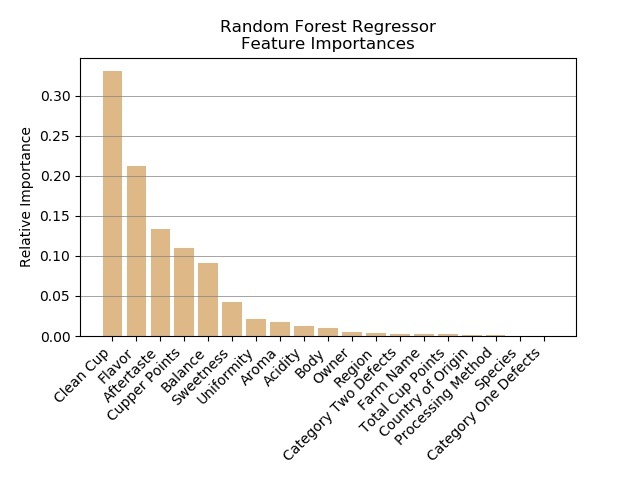 Random Forest Regressor
Feature Importances
Relative Importance
0.30
0.25
0.20
0.15
0.10
0.05
0.00
Clean Cup
Flavor
Aftertaste
Cupper Points
Balance
Sweetness
Uniformity
Aroma
Acidity
Body
Owner
Region
Category Two Defects
Farm Name
Total Cup Points
Country of Origin
Processing Method
Species
Category One Defects